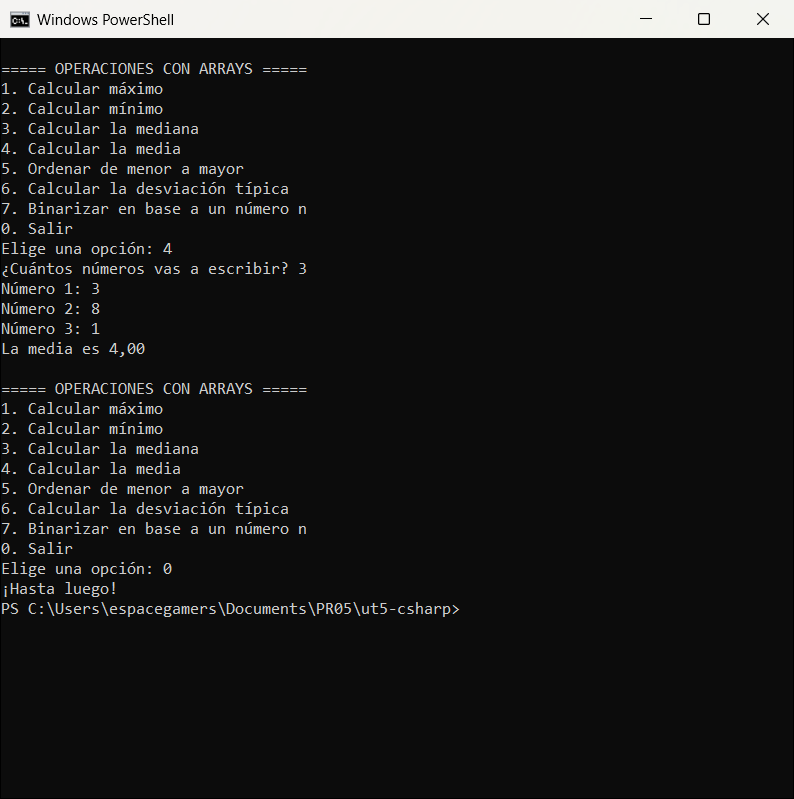 Windows PowerShell
===== OPERACIONES CON ARRAYS =====
1. Calcular máximo
2. Calcular mínimo
3. Calcular la mediana
4. Calcular la media
5. Ordenar de menor a mayor
6. Calcular la desviación típica
7. Binarizar en base a un número n
0. Salir
Elige una opción: 4
¿Cuántos números vas a escribir? 3
Número 1: 3
Número 2: 8
Número 3: 1
La media es 4,00
===== OPERACIONES CON ARRAYS =====
1. Calcular máximo
2. Calcular mínimo
3. Calcular la mediana
4. Calcular la media
5. Ordenar de menor a mayor
6. Calcular la desviación típica
7. Binarizar en base a un número n
0. Salir
Elige una opción: 0
¡Hasta luego!
PS C:\Users\espacegamers\Documents\PR05\ut5-csharp>